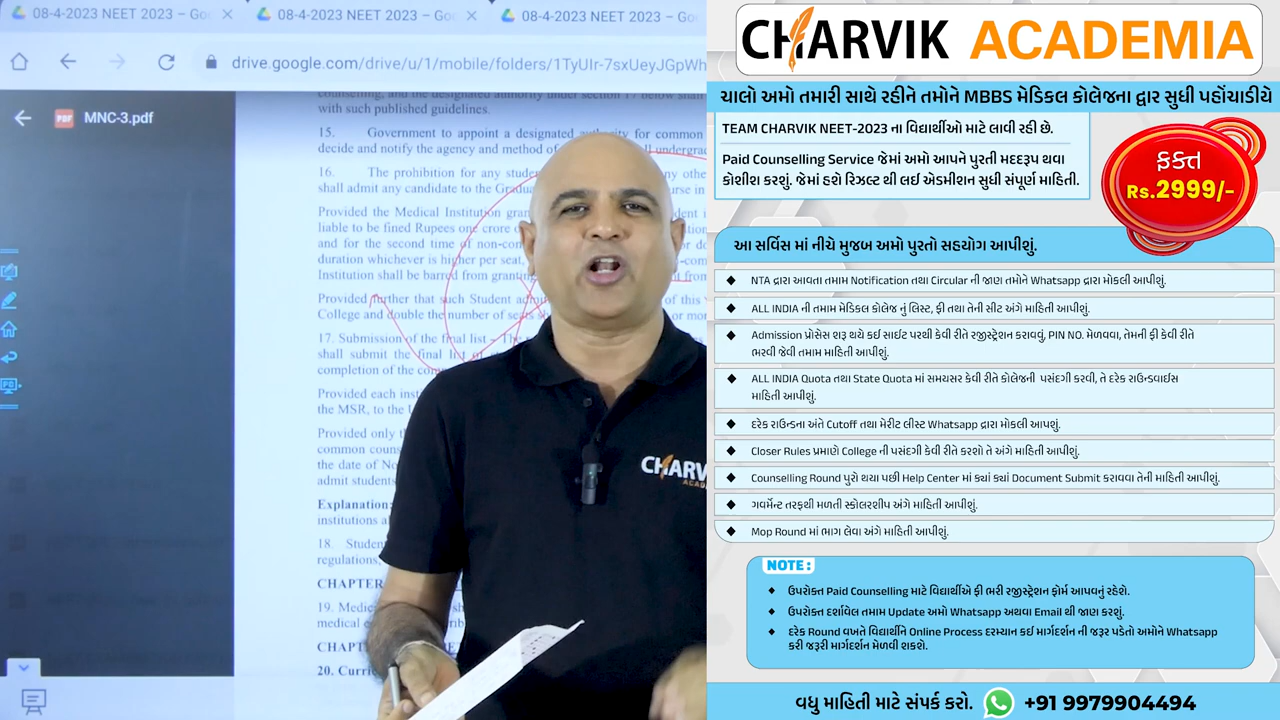 08-4-2023 NEET 2023 – Goo
08-4-2023 NEET 2023 – Goo
08-4-2023 NEET 2023 – Go
drive.google.com/drive/u/1/mobile/folders/1TyUIr-7sxUeyJGpWh
MNC-3.pdf
with such published guidelines.
15. Government to appoint a designated authority for common
decide and notify the agency and method of
16. The prohibition for any
shall admit any candidate to the
Provided the Medical Institution
liable to be fined Rupees one crore
and for the second time of
duration whichever is higher per seat,
Institution shall be barred from
Provided further that such Student
College and double the number of seats
17. Submission of the final list –
shall submit the final list of
completion of the
Provided each
the MSR, to the
Provided only
common
the date of
admit students
Explanation:
institutions
18.
regulations,
CHAPTER
19.
medical
20.
CHARV
ACAD
CHARVIK ACADEMIA
ચાલો અમો તમારી સાથે રહીને તમોને MBBS મેડિકલ કોલેજના દ્વાર સુધી પહોંચાડીયે
TEAM CHARVIK NEET-2023 ના વિદ્યાર્થીઓ માટે લાવી રહી છે.
Paid Counselling Service જેમાં અમો આપને પુરતી મદદરૂપ થવા
કોશીશ કરશું. જેમાં હશે રિઝલ્ટ થી લઈ એડમીશન સુધી સંપૂર્ણ માહિતી.
ફક્ત
Rs.2999/-
આ સર્વિસ માં નીચે મુજબ અમો પુરતો સહયોગ આપીશું.
NTA દ્વારા આવતા તમામ Notification તથા Circular ની જાણ તમોને Whatsapp દ્વારા મોકલી આપીશું.
ALL INDIA ની તમામ મેડિકલ કોલેજ નું લિસ્ટ, ફી તથા તેની સીટ અંગે માહિતી આપીશું.
Admission પ્રોસેસ શરૂ થયે કઈ સાઈટ પરથી કેવી રીતે રજીસ્ટ્રેશન કરાવવું, PIN NO. મેળવવા, તેમની ફી કેવી રીતે
ભરવી જેવી તમામ માહિતી આપીશું.
ALL INDIA Quota તથા State Quota માં સમયસર કેવી રીતે કોલેજની પસંદગી કરવી, તે દરેક રાઉન્ડવાઈસ
માહિતી આપીશું.
દરેક રાઉન્ડના અંતે Cutoff તથા મેરીટ લીસ્ટ Whatsapp દ્વારા મોકલી આપશું.
Closer Rules પ્રમાણે College ની પસંદગી કેવી રીતે કરશો તે અંગે માહિતી આપીશું.
Counselling Round પુરો થયા પછી Help Center માં ક્યાં ક્યાં Document Submit કરાવવા તેની માહિતી આપીશું.
ગવર્મેન્ટ તરફથી મળતી સ્કોલરશીપ અંગે માહિતી આપીશું.
Mop Round માં ભાગ લેવા અંગે માહિતી આપીશું.
NOTE :
ઉપરોક્ત Paid Counselling માટે વિદ્યાર્થીએ ફી ભરી રજીસ્ટ્રેશન ફોર્મ આપવાનું રહેશે.
ઉપરોક્ત દર્શાવેલ તમામ Update અમો Whatsapp અથવા Email થી જાણ કરશું.
દરેક Round વખતે વિદ્યાર્થીને Online Process દરમ્યાન કઈ માર્ગદર્શન ની જરૂર પડેતો અમોને Whatsapp
કરી જરૂરી માર્ગદર્શન મેળવી શકશે.
વધુ માહિતી માટે સંપર્ક કરો. +91 9979904494